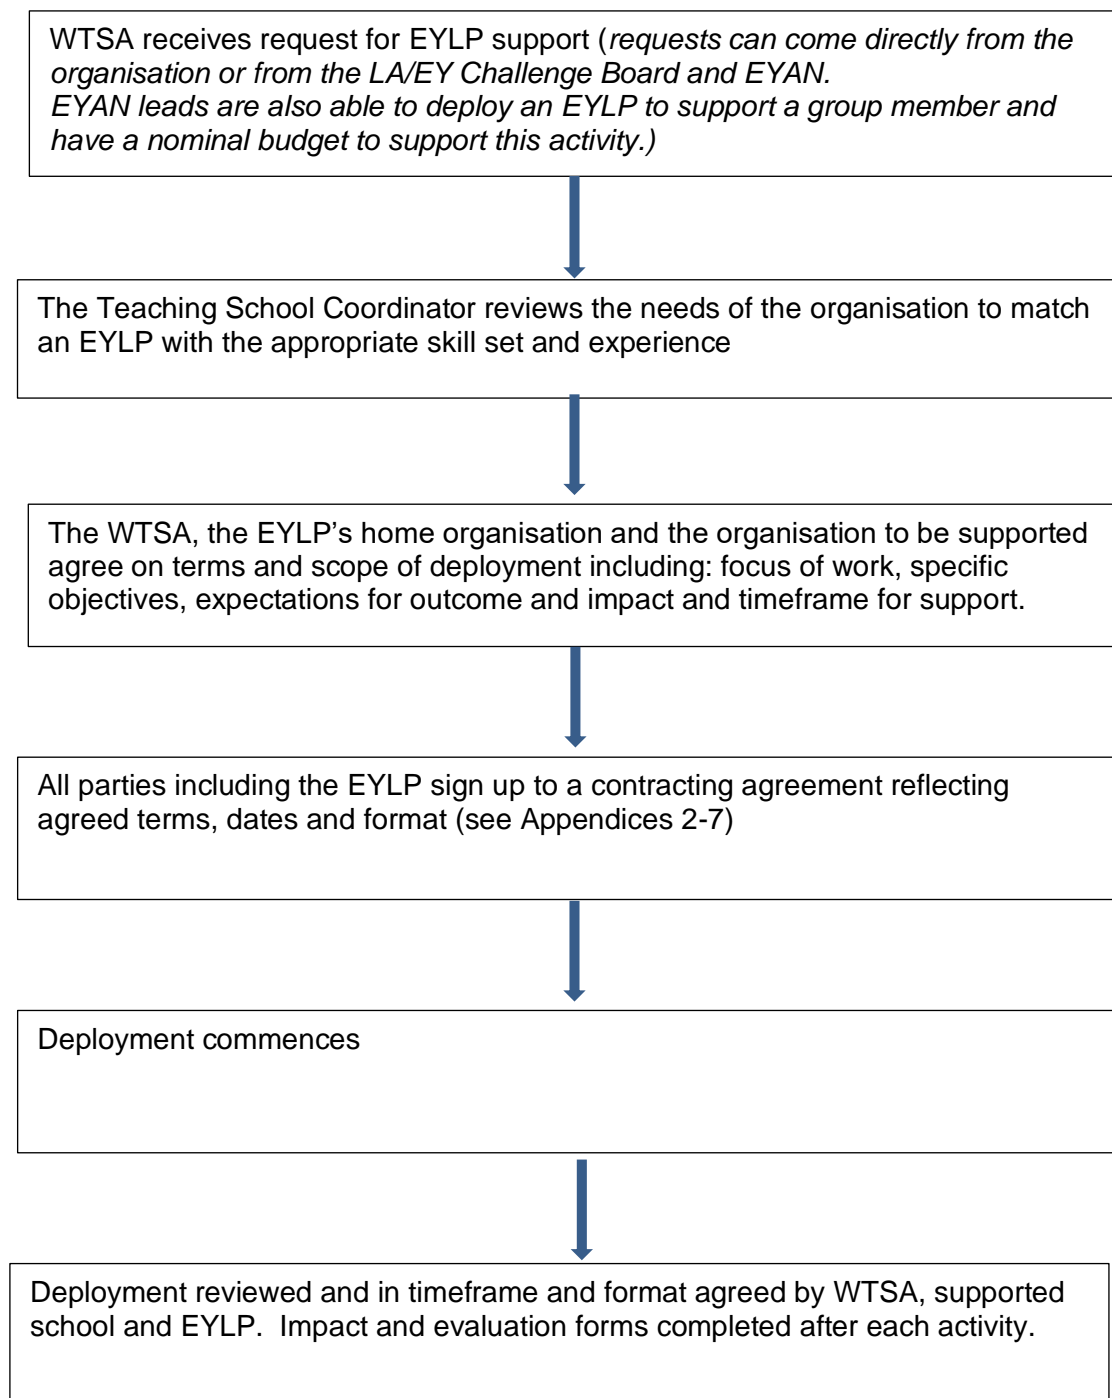 WTSA receives request for EYLP support (requests can come directly from the
organisation or from the LA/EY Challenge Board and EYAN.
EYAN leads are also able to deploy an EYLP to support a group member and
have a nominal budget to support this activity.)
The Teaching School Coordinator reviews the needs of the organisation to match
an EYLP with the appropriate skill set and experience
The WTSA, the EYLP’s home organisation and the organisation to be supported
agree on terms and scope of deployment including: focus of work, specific
objectives, expectations for outcome and impact and timeframe for support.
All parties including the EYLP sign up to a contracting agreement reflecting
agreed terms, dates and format (see Appendices 2-7)
Deployment commences
Deployment reviewed and in timeframe and format agreed by WTSA, supported
school and EYLP.  Impact and evaluation forms completed after each activity.